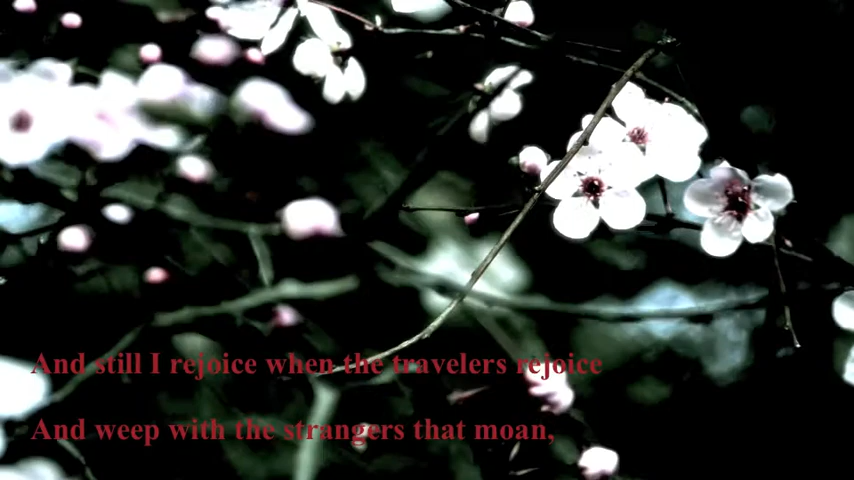 And still I rejoice when the travelers rejoice
And weep with the strangers that moan,